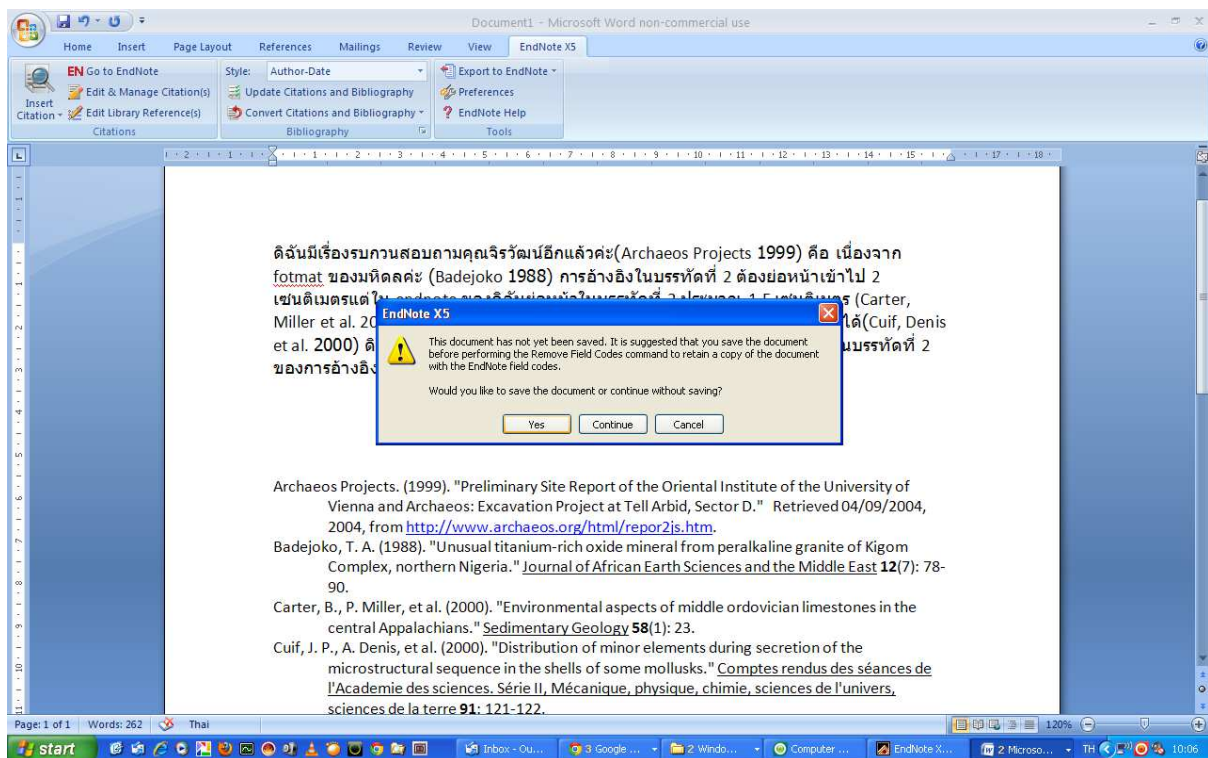 Document1 - Microsoft Word non-commercial use
Home Insert Page Layout References Mailings Review View EndNote X5
EN Go to EndNote Style: Author-Date Export to EndNote
Edit & Manage Citation(s) Update Citations and Bibliography Preferences
Insert Citation Edit Library Reference(s) Convert Citations and Bibliography EndNote Help
Citations Bibliography Tools
ดิฉันมีเรื่องรบกวนสอบถามคุณจิรวัฒน์อีกแล้วค่ะ(Archaeos Projects 1999) คือ เนื่องจาก
fotmat ของมหิดลค่ะ (Badejoko 1988) การอ้างอิงในบรรทัดที่ 2 ต้องย่อหน้าเข้าไป 2
เซนติเมตรแต่ใน (Carter,
Miller et al. ได้(Cuif, Denis
et al. 2000) นบรรทัดที่ 2
ของการอ้างอิง
EndNote X5
This document has not yet been saved. It is suggested that you save the document
before performing the Remove Field Codes command to retain a copy of the document
with the EndNote field codes.
Would you like to save the document or continue without saving?
Yes Continue Cancel
Archaeos Projects. (1999). "Preliminary Site Report of the Oriental Institute of the University of
Vienna and Archaeos: Excavation Project at Tell Arbid, Sector D." Retrieved 04/09/2004,
2004, from http://www.archaeos.org/html/repor2js.htm.
Badejoko, T. A. (1988). "Unusual titanium-rich oxide mineral from peralkaline granite of Kigom
Complex, northern Nigeria." Journal of African Earth Sciences and the Middle East 12(7): 78-
90.
Carter, B., P. Miller, et al. (2000). "Environmental aspects of middle ordovician limestones in the
central Appalachians." Sedimentary Geology 58(1): 23.
Cuif, J. P., A. Denis, et al. (2000). "Distribution of minor elements during secretion of the
microstructural sequence in the shells of some mollusks." Comptes rendus des séances de
l'Academie des sciences. Série II, Mécanique, physique, chimie, sciences de l'univers,
sciences de la terre 91: 121-122.
Page: 1 of 1 Words: 262 Thai 120%
start Inbox - Ou... 3 Google ... 2 Windo... Computer ... EndNote X... 2 Microso... TH 10:06